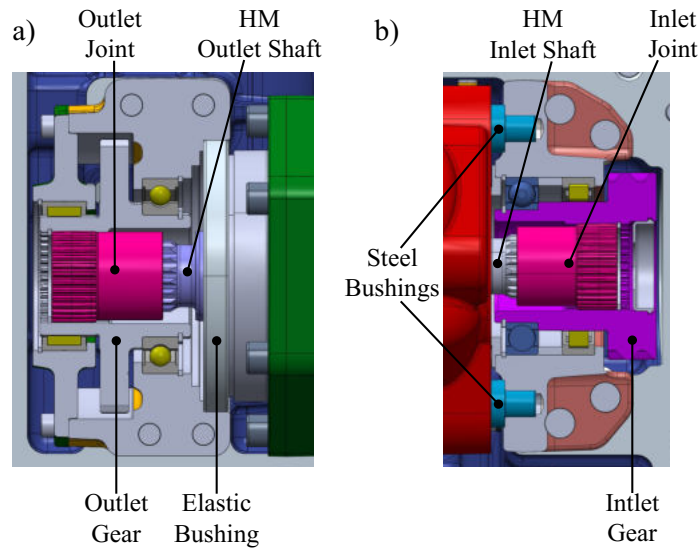 a)
Outlet
Joint
HM
Outlet Shaft
b)
HM
Inlet Shaft
Inlet
Joint
Steel
Bushings
Outlet
Gear
Elastic
Bushing
Intlet
Gear